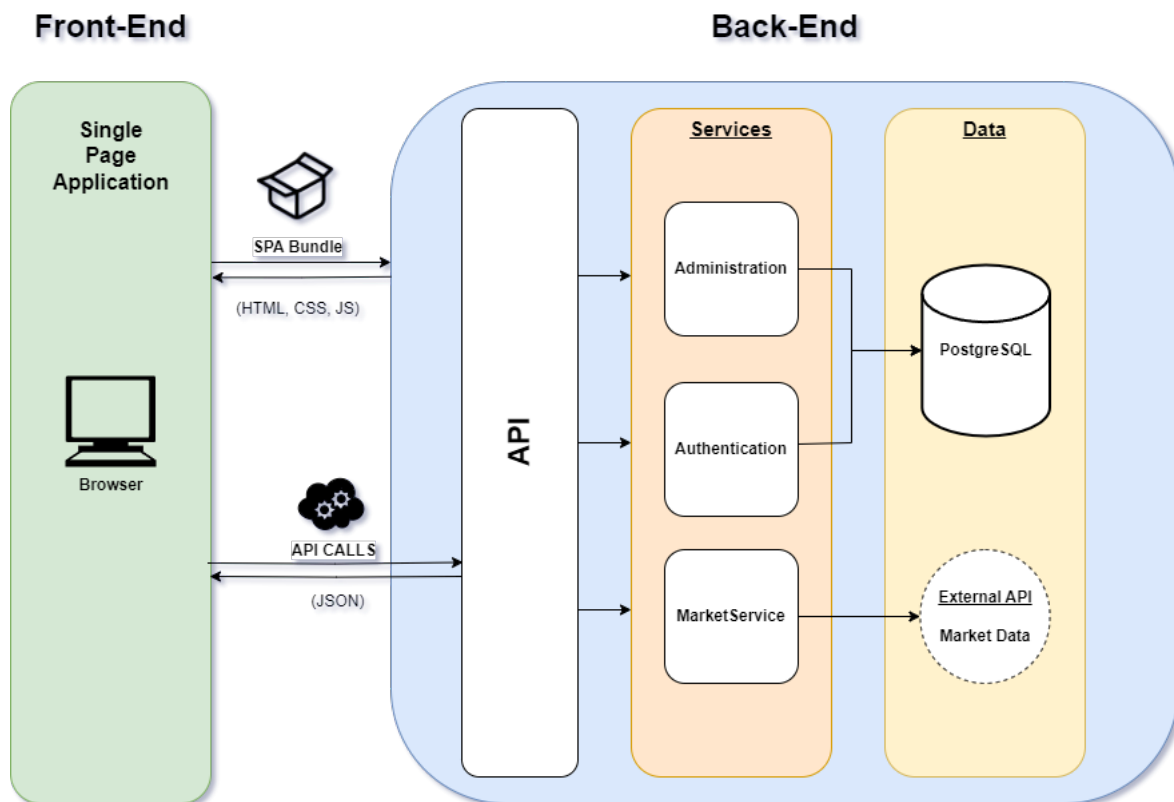 Front-End
Back-End
Single
Page
Application
SPA Bundle
(HTML, CSS, JS)
Browser
API CALLS
(JSON)
API
Services
Administration
Authentication
MarketService
Data
PostgreSQL
External API
Market Data